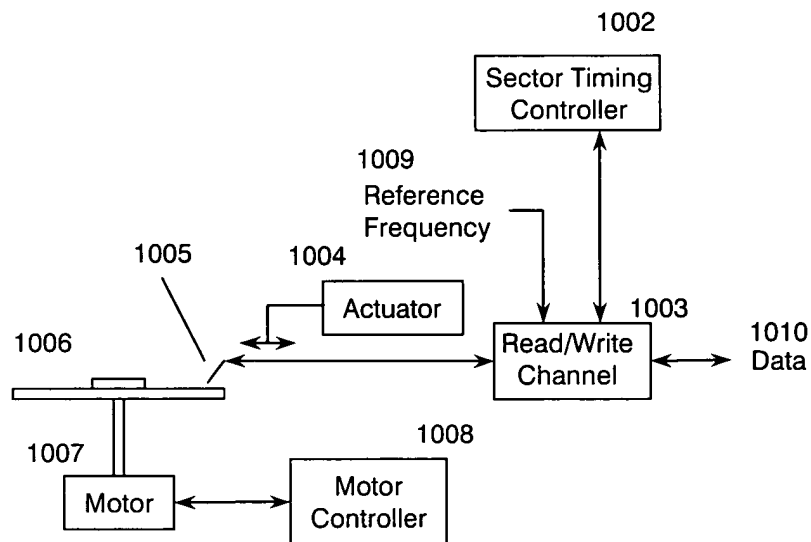 1002
Sector Timing
Controller
1009
Reference
Frequency
1005
1004
Actuator
1003
Read/Write
Channel
1010
Data
1006
1007
Motor
1008
Motor
Controller